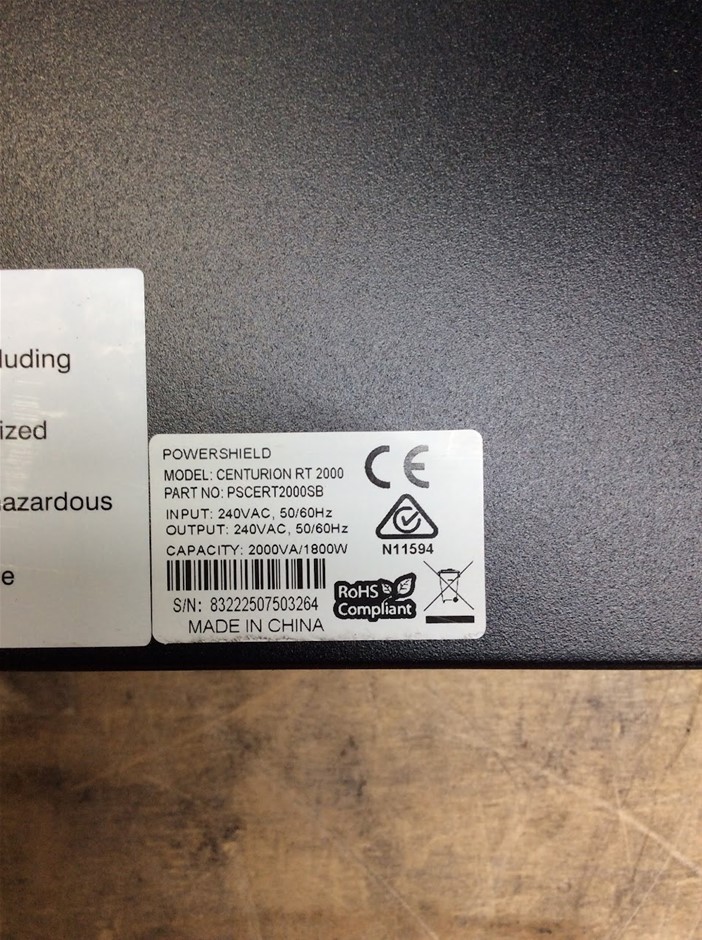 luding
ized
azardous
e
POWERSHIELD
MODEL: CENTURION RT 2000
PART NO: PSCERT2000SB
INPUT: 240VAC, 50/60Hz
OUTPUT: 240VAC, 50/60Hz
CAPACITY: 2000VA/1800W
S/N: 83222507503264
MADE IN CHINA
CE
N11594
RoHS
Compliant